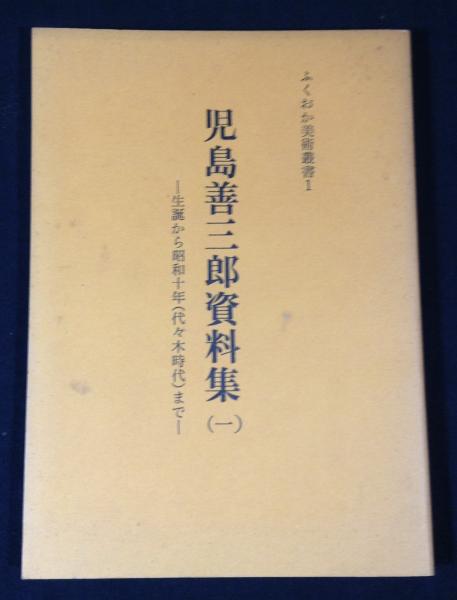 ふくおか美術叢書1
児島善三郎資料集(一)
―生誕から昭和十年(代々木時代)まで―